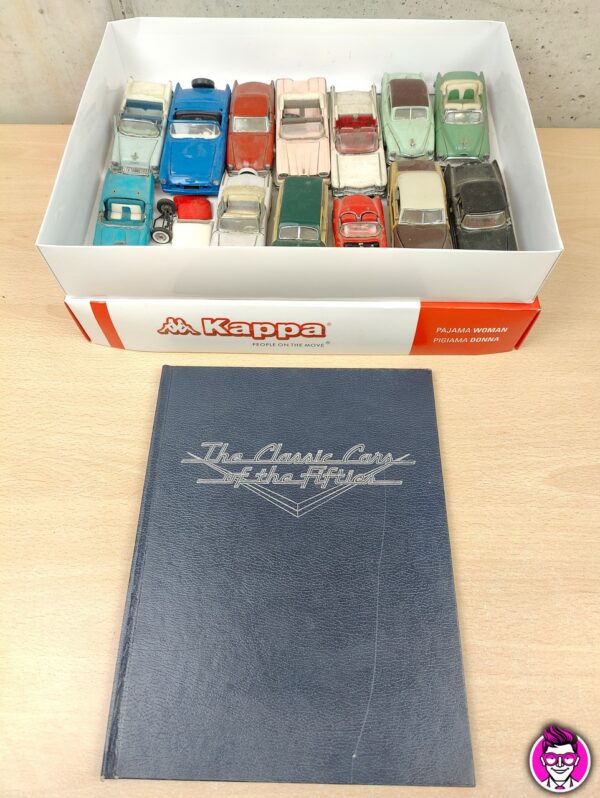 Kappa®
PEOPLE ON THE MOVE®
PAJAMA WOMAN
PIGIAMA DONNA
The Classic Cars
of the Fifties